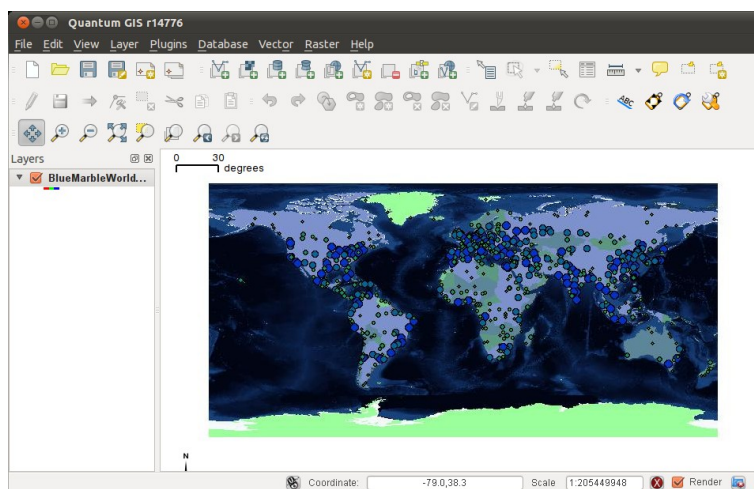 Quantum GIS r14776
File Edit View Layer Plugins Database Vector Raster Help
ABC
Layers
BlueMarbleWorld...
0 30
degrees
N
Coordinate: -79.0,38.3 Scale 1:205449948 Render